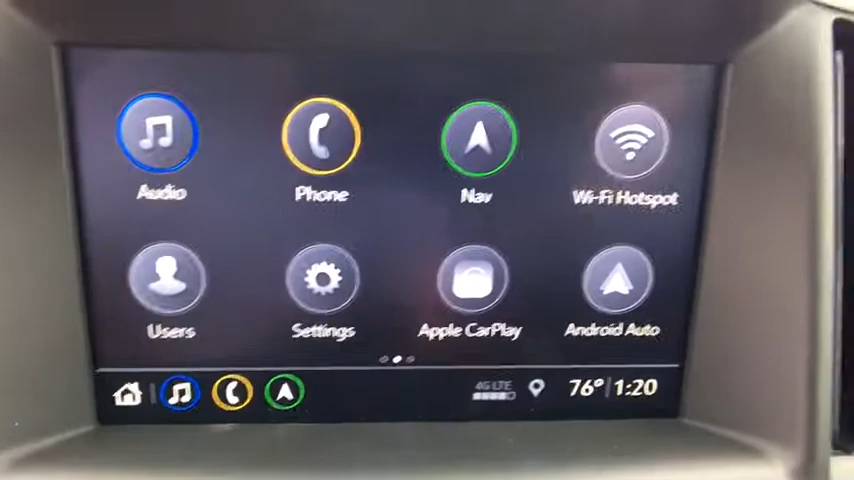 Audio Phone Nav Wi-Fi Hotspot
Users Settings Apple CarPlay Android Auto
4G LTE 76° 1:20